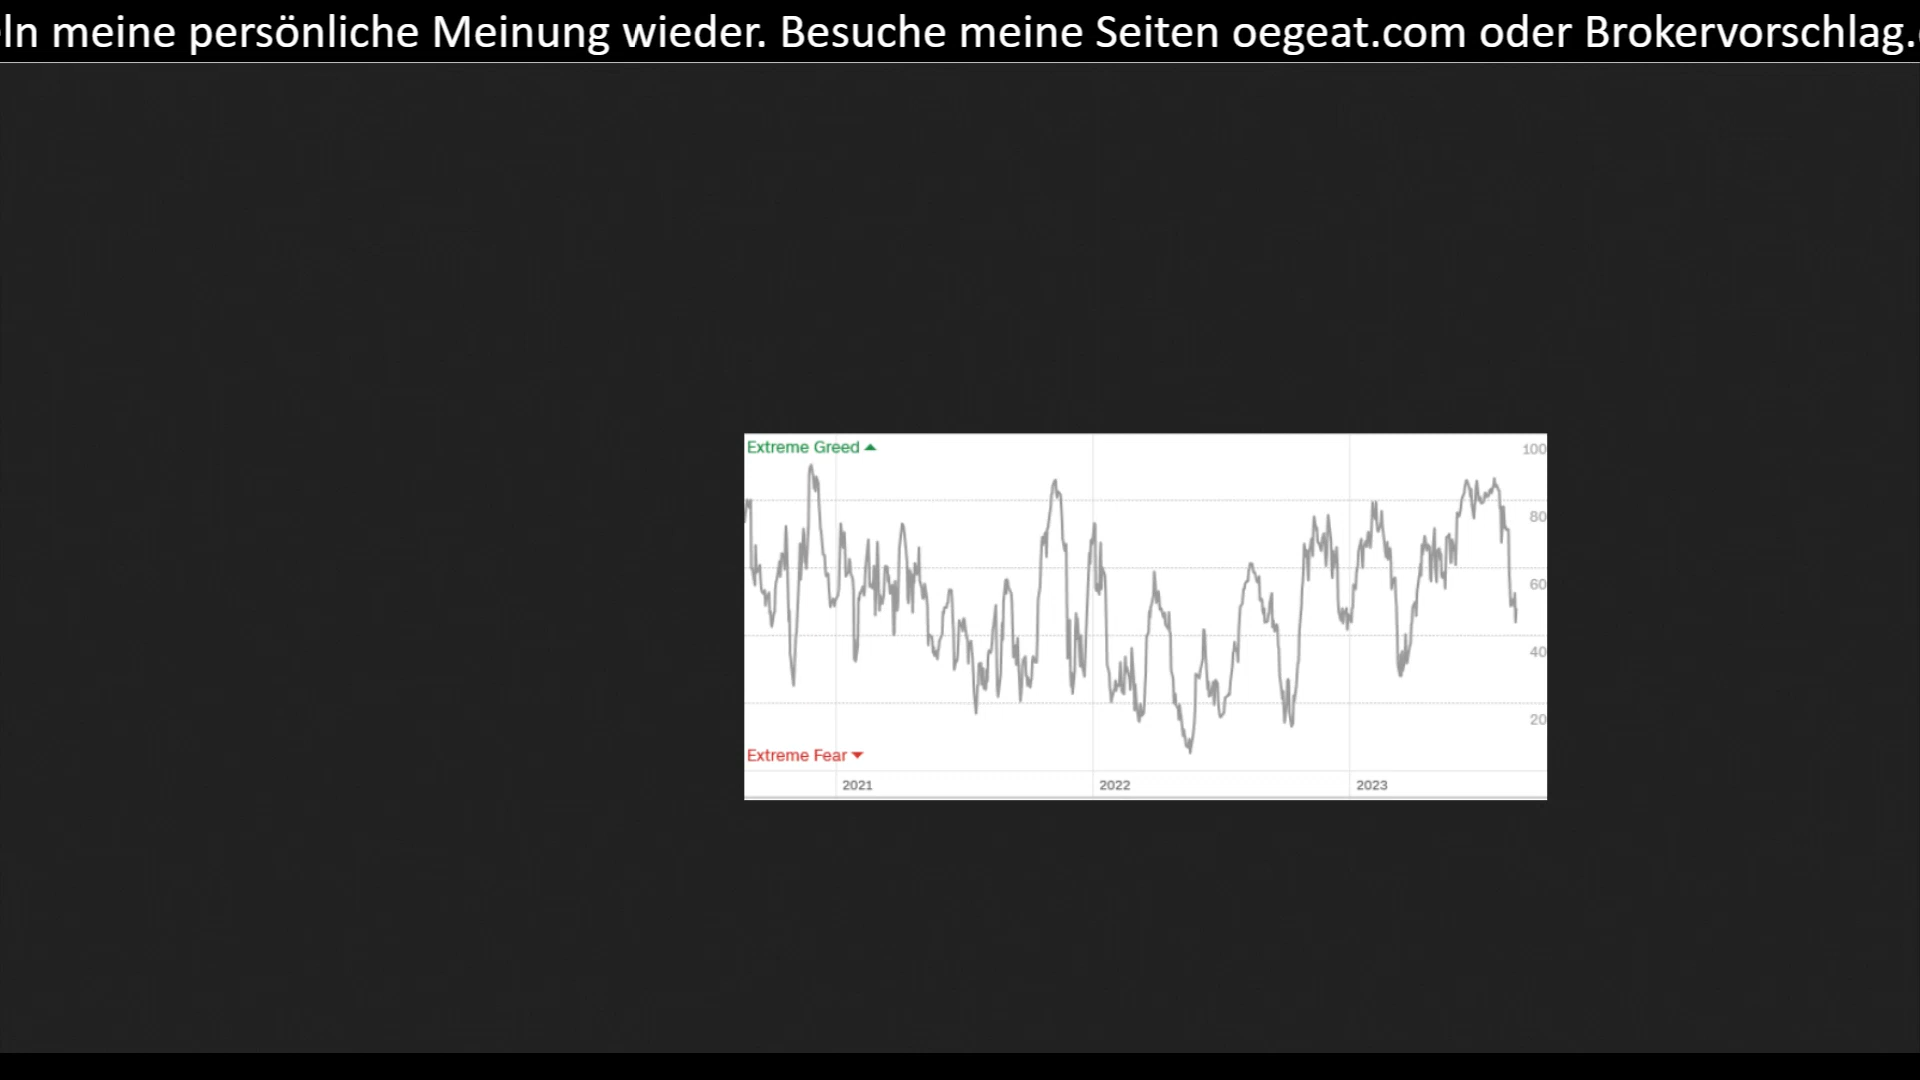 ln meine persönliche Meinung wieder. Besuche meine Seiten oegeat.com oder Brokervorschlag.
Extreme Greed ▲
100
80
60
40
20
Extreme Fear ▼
2021 2022 2023